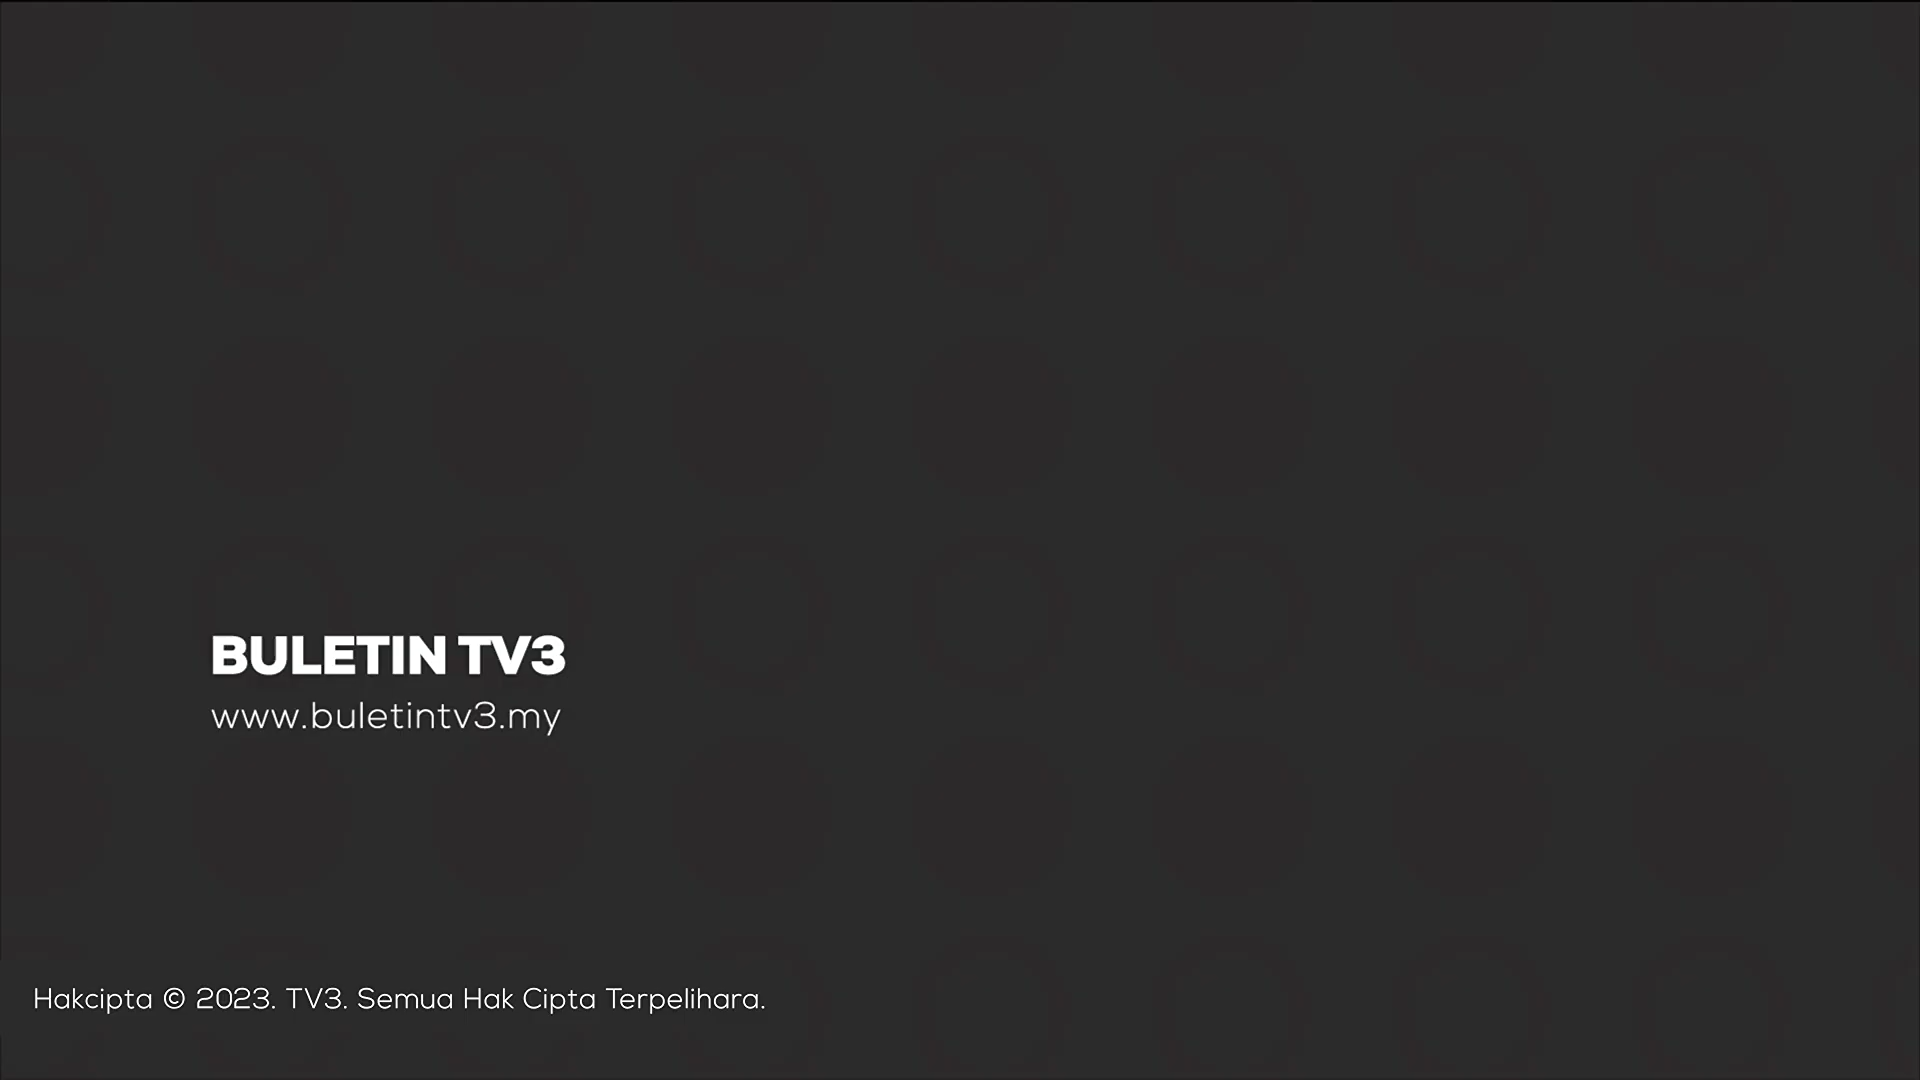 BULETIN TV3
www.buletintv3.my
Hakcipta © 2023. TV3. Semua Hak Cipta Terpelihara.